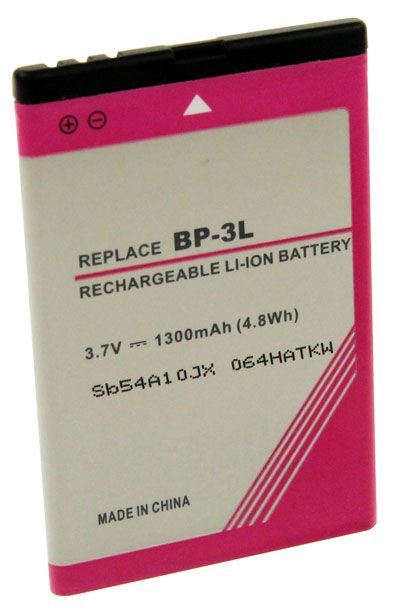 REPLACE BP-3L
RECHARGEABLE LI-ION BATTERY
3.7V ⎓ 1300mAh (4.8Wh)
Sb54A10JX 064HATKW
MADE IN CHINA